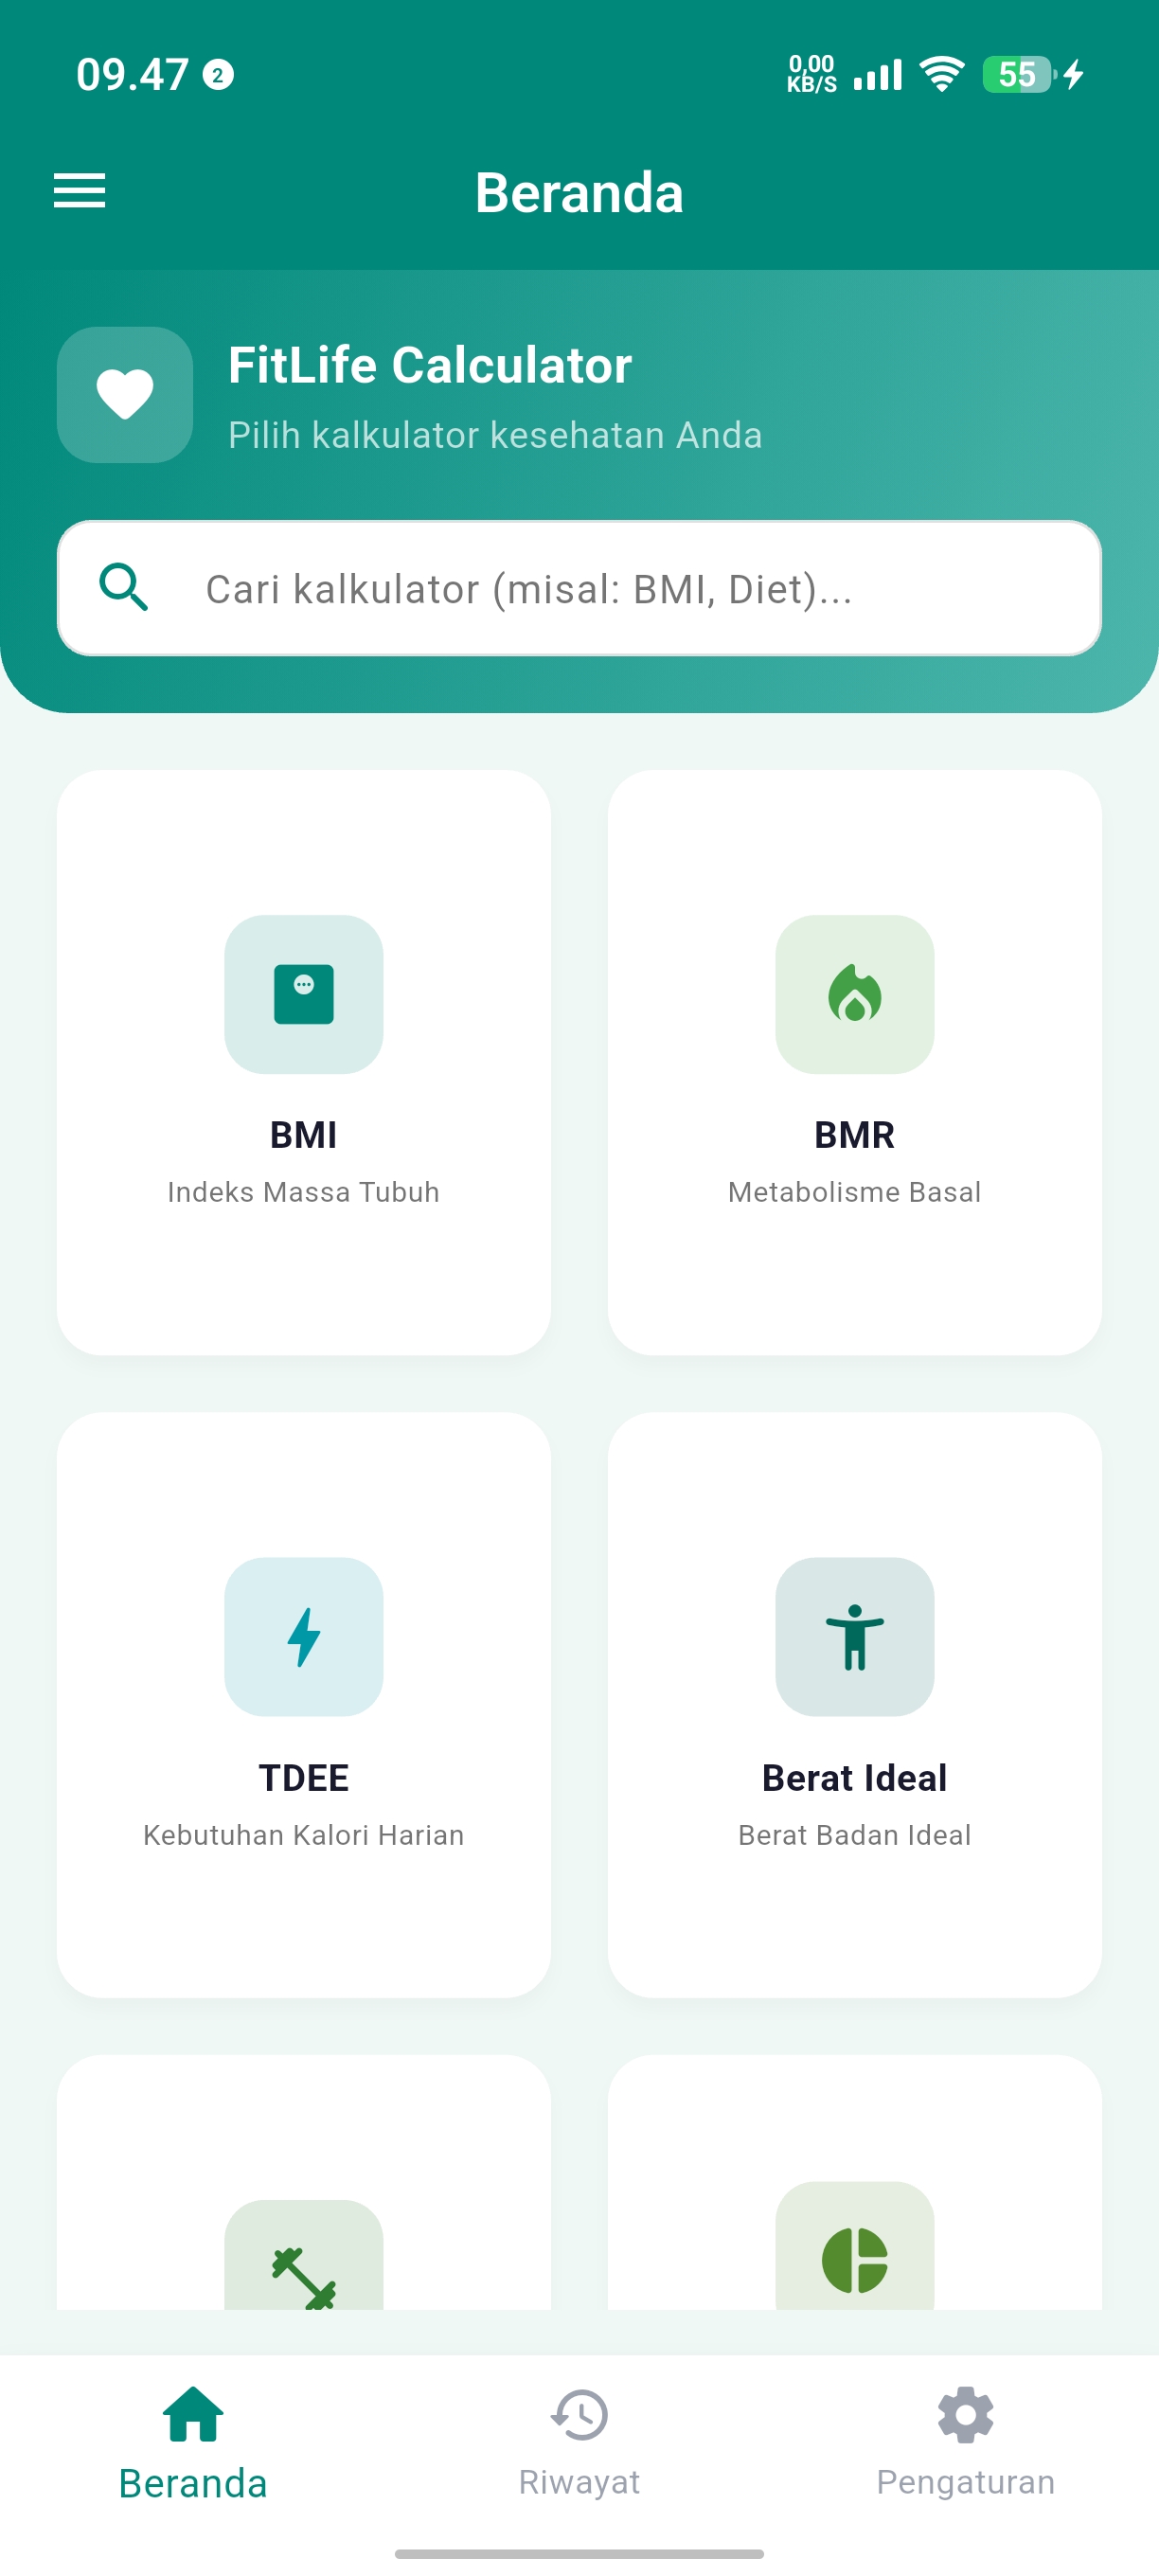 09.47 2
0,00
KB/S
55
Beranda
FitLife Calculator
Pilih kalkulator kesehatan Anda
Cari kalkulator (misal: BMI, Diet)...
BMI
Indeks Massa Tubuh
BMR
Metabolisme Basal
TDEE
Kebutuhan Kalori Harian
Berat Ideal
Berat Badan Ideal
Beranda
Riwayat
Pengaturan